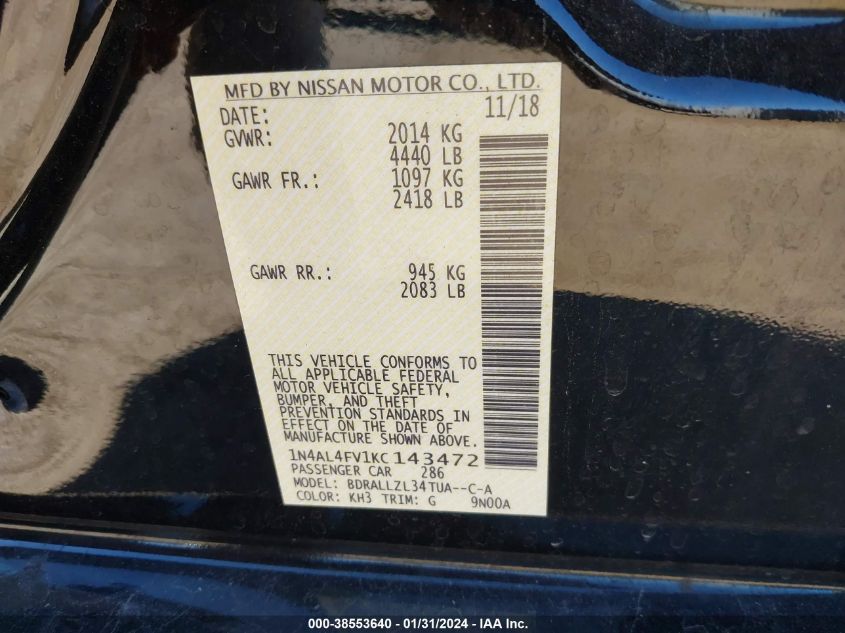 MFD BY NISSAN MOTOR CO., LTD.
DATE: 11/18
GVWR: 2014 KG
4440 LB
GAWR FR.: 1097 KG
2418 LB
GAWR RR.: 945 KG
2083 LB
THIS VEHICLE CONFORMS TO
ALL APPLICABLE FEDERAL
MOTOR VEHICLE SAFETY,
BUMPER, AND THEFT
PREVENTION STANDARDS IN
EFFECT ON THE DATE OF
MANUFACTURE SHOWN ABOVE.
1N4AL4FV1KC143472
PASSENGER CAR 286
MODEL: BDRALLZL34TUA--C-A
COLOR: KH3 TRIM: G 9N00A
000-38553640 - 01/31/2024 - IAA Inc.